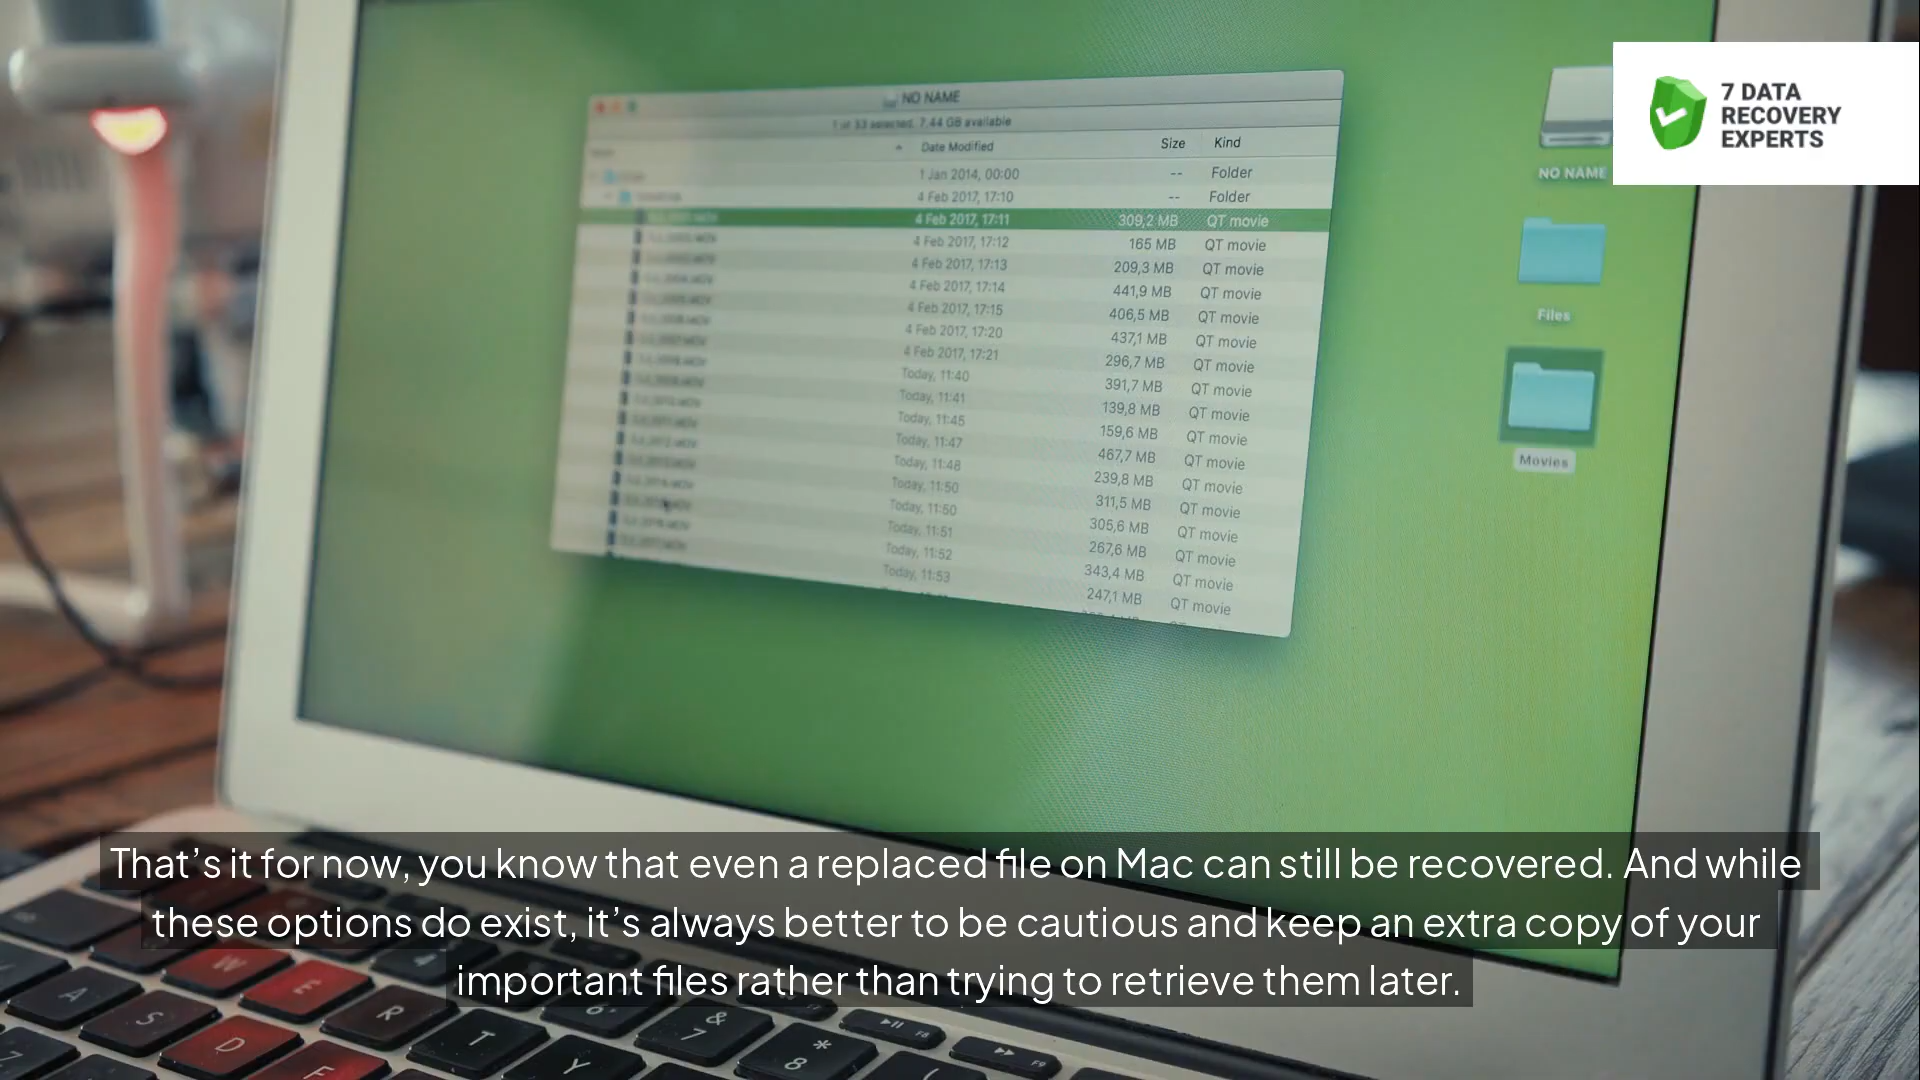 7 DATA
RECOVERY
EXPERTS
NO NAME
1 of 33 selected, 7,44 GB available
Date Modified Size Kind
1 Jan 2014, 00:00 -- Folder
4 Feb 2017, 17:10 -- Folder
4 Feb 2017, 17:11 309,2 MB QT movie
4 Feb 2017, 17:12 165 MB QT movie
4 Feb 2017, 17:13 209,3 MB QT movie
4 Feb 2017, 17:14 441,9 MB QT movie
4 Feb 2017, 17:15 406,5 MB QT movie
4 Feb 2017, 17:20 437,1 MB QT movie
4 Feb 2017, 17:21 296,7 MB QT movie
Today, 11:40 391,7 MB QT movie
Today, 11:41 139,8 MB QT movie
Today, 11:45 159,6 MB QT movie
Today, 11:47 467,7 MB QT movie
Today, 11:48 239,8 MB QT movie
Today, 11:50 311,5 MB QT movie
Today, 11:50 305,6 MB QT movie
Today, 11:51 267,6 MB QT movie
Today, 11:52 343,4 MB QT movie
Today, 11:53 247,1 MB QT movie
NO NAME
Files
Movies
That's it for now, you know that even a replaced file on Mac can still be recovered. And while
these options do exist, it's always better to be cautious and keep an extra copy of your
important files rather than trying to retrieve them later.
W E 4
A S R 6 & F8
D T 7 * F9
F Y 8 (